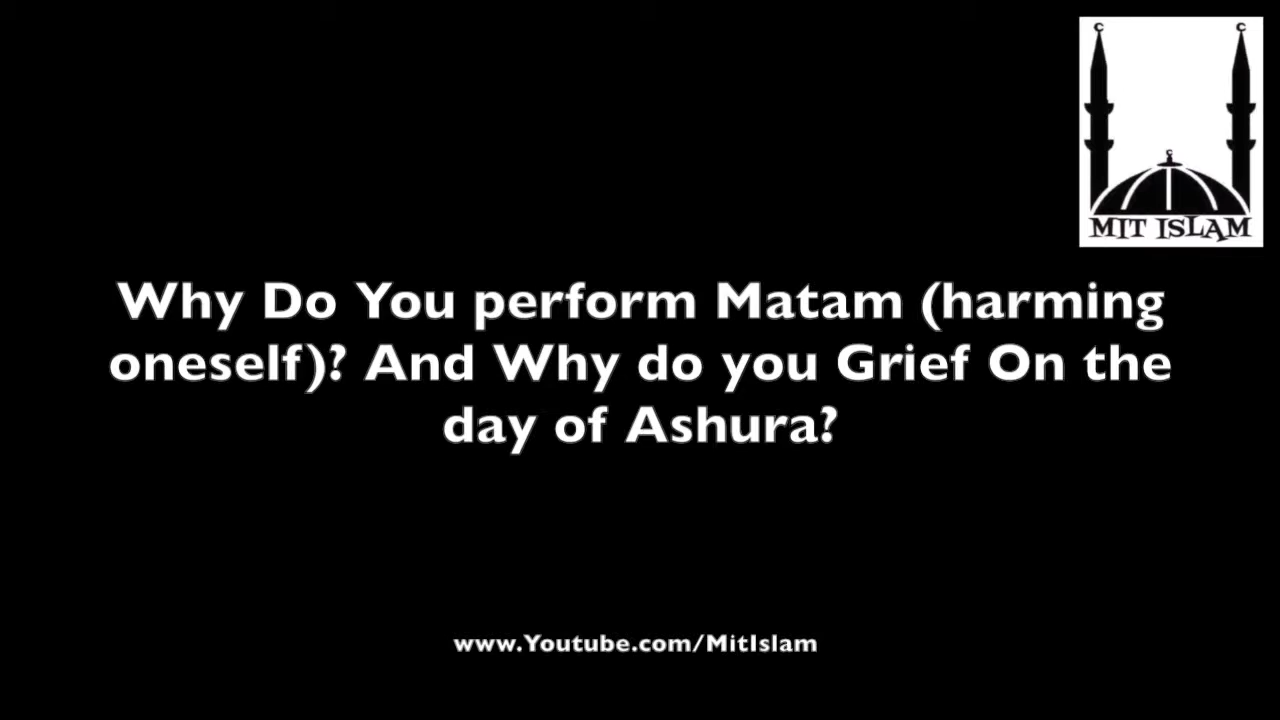 MIT ISLAM
Why Do You perform Matam (harming
oneself)? And Why do you Grief On the
day of Ashura?
www.Youtube.com/MitIslam